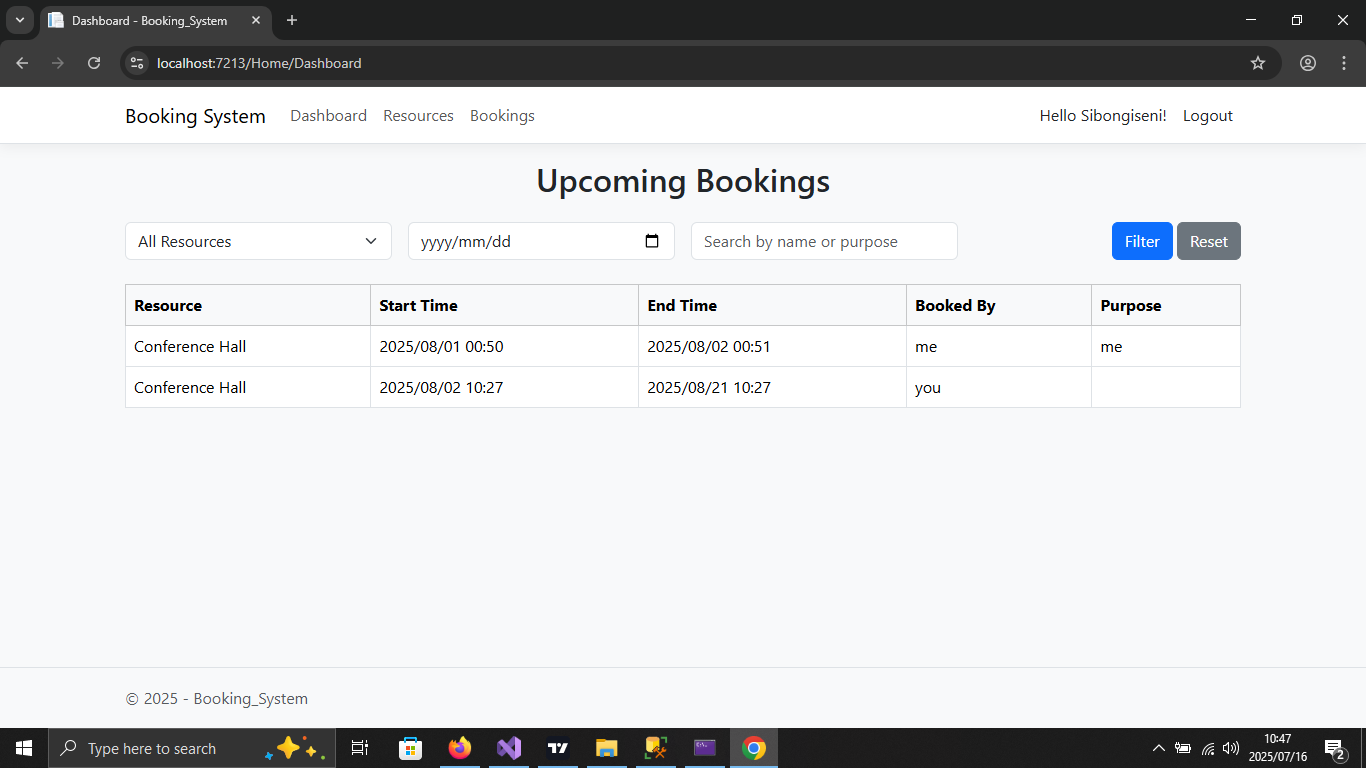 Dashboard - Booking_System
localhost:7213/Home/Dashboard
Booking System Dashboard Resources Bookings Hello Sibongiseni! Logout
Upcoming Bookings
All Resources yyyy/mm/dd Search by name or purpose Filter Reset
Resource Start Time End Time Booked By Purpose
Conference Hall 2025/08/01 00:50 2025/08/02 00:51 me me
Conference Hall 2025/08/02 10:27 2025/08/21 10:27 you
© 2025 - Booking_System
Type here to search
10:47
2025/07/16
2